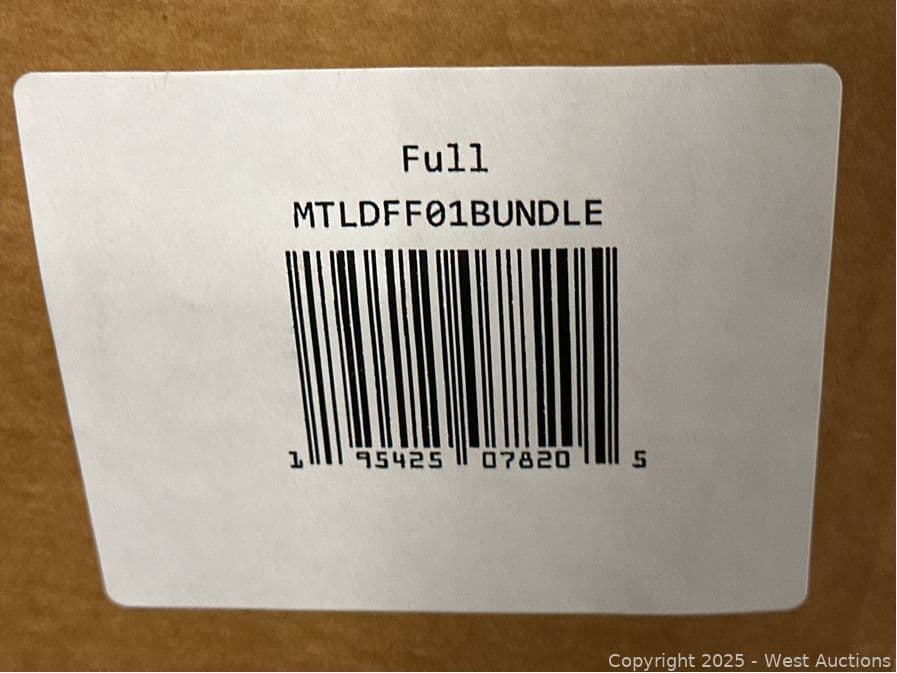 Full
MTLDFF01BUNDLE
1 95425 07820 5
Copyright 2025 - West Auctions